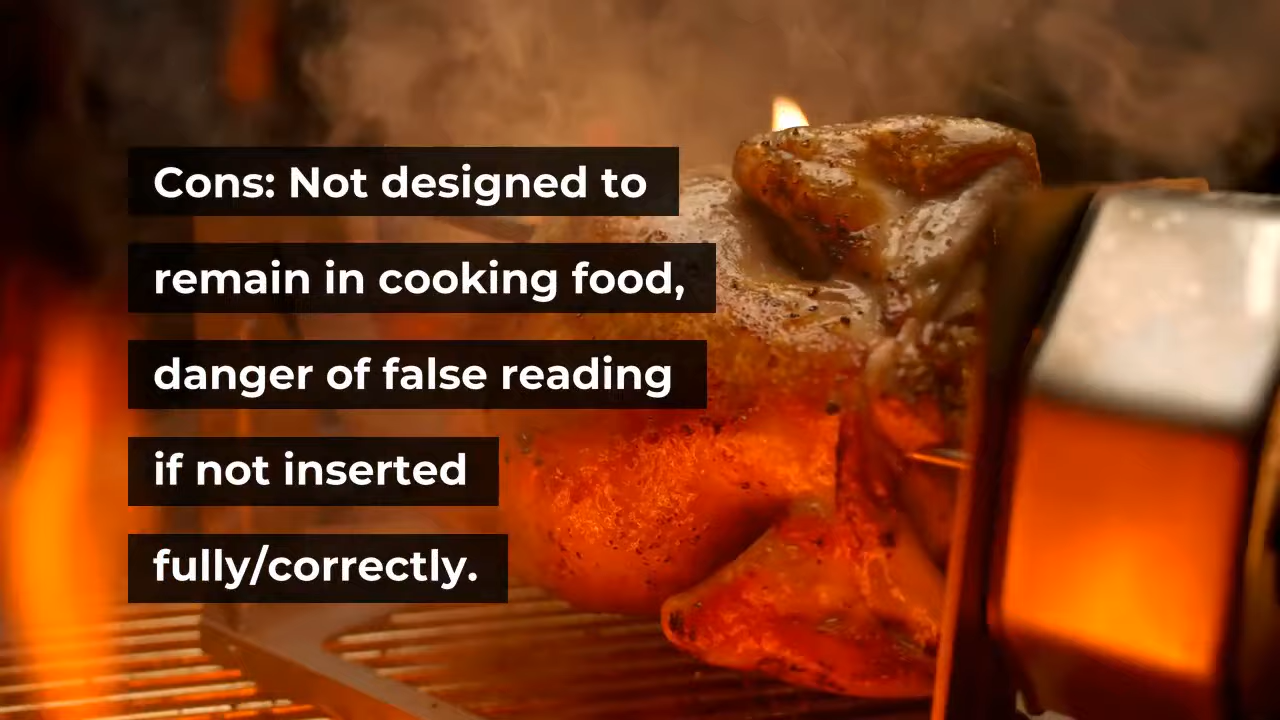 Cons: Not designed to
remain in cooking food,
danger of false reading
if not inserted
fully/correctly.